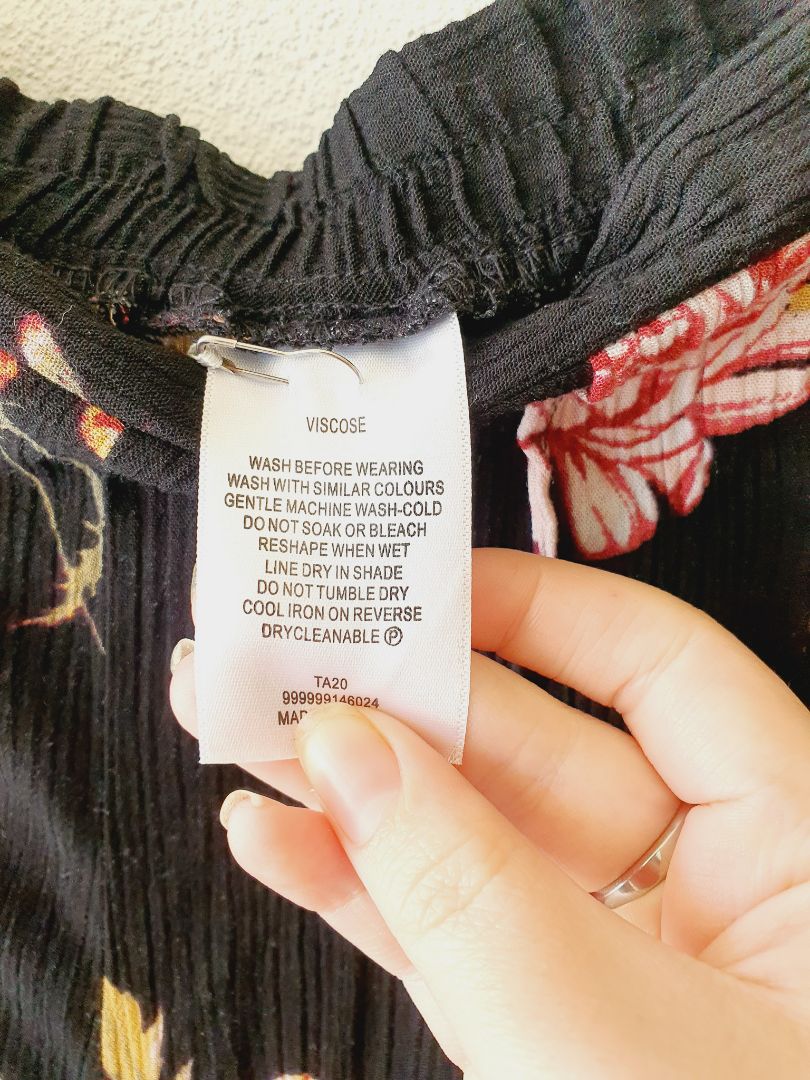 VISCOSE
WASH BEFORE WEARING
WASH WITH SIMILAR COLOURS
GENTLE MACHINE WASH-COLD
DO NOT SOAK OR BLEACH
RESHAPE WHEN WET
LINE DRY IN SHADE
DO NOT TUMBLE DRY
COOL IRON ON REVERSE
DRYCLEANABLE Ⓟ
TA20
999999146024